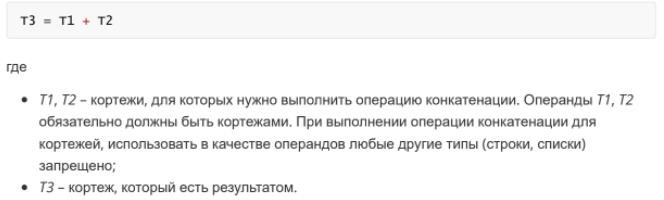 T3 = T1 + T2
где
• T1, T2 – кортежи, для которых нужно выполнить операцию конкатенации. Операнды T1, T2
обязательно должны быть кортежами. При выполнении операции конкатенации для
кортежей, использовать в качестве операндов любые другие типы (строки, списки)
запрещено;
• T3 – кортеж, который есть результатом.